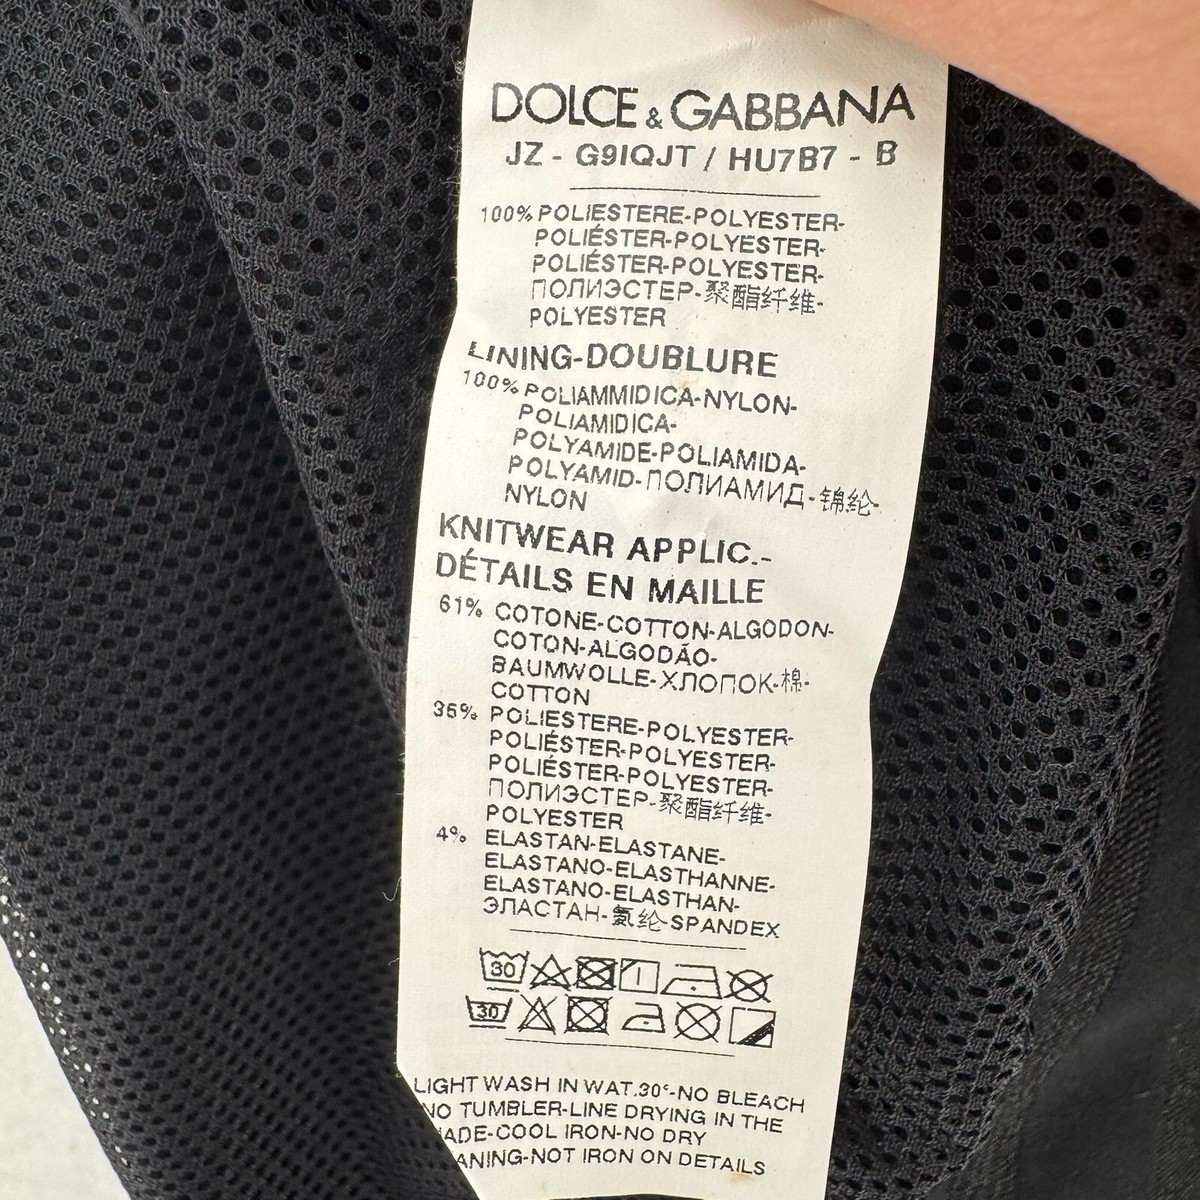 DOLCE & GABBANA
JZ - G9IQJT / HU7B7 - B
100% POLIESTERE-POLYESTER-
POLIÉSTER-POLYESTER-
POLIÉSTER-POLYESTER-
ПОЛИЭСТЕР-聚酯纤维-
POLYESTER
LINING-DOUBLURE
100% POLIAMMIDICA-NYLON-
POLIAMIDICA-
POLYAMIDE-POLIAMIDA-
POLYAMID-ПОЛИАМИД-锦纶-
NYLON
KNITWEAR APPLIC.-
DÉTAILS EN MAILLE
61% COTONE-COTTON-ALGODON-
COTON-ALGODÃO-
BAUMWOLLE-ХЛОПОК-棉-
COTTON
35% POLIESTERE-POLYESTER-
POLIÉSTER-POLYESTER-
POLIÉSTER-POLYESTER-
ПОЛИЭСТЕР-聚酯纤维-
POLYESTER
4% ELASTAN-ELASTANE-
ELASTANO-ELASTHANNE-
ELASTANO-ELASTHAN-
ЭЛАСТАН-氨纶-SPANDEX
30
30
LIGHT WASH IN WAT.30°-NO BLEACH
NO TUMBLER-LINE DRYING IN THE
ADE-COOL IRON-NO DRY
ANING-NOT IRON ON DETAILS